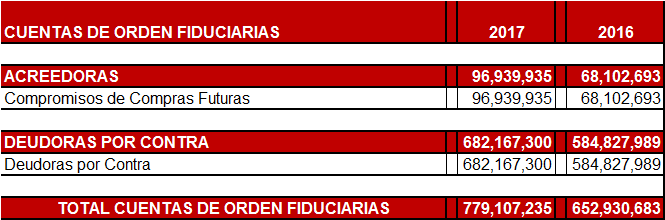 CUENTAS DE ORDEN FIDUCIARIAS 2017 2016
ACREEDORAS 96,939,935 68,102,693
Compromisos de Compras Futuras 96,939,935 68,102,693
DEUDORAS POR CONTRA 682,167,300 584,827,989
Deudoras por Contra 682,167,300 584,827,989
TOTAL CUENTAS DE ORDEN FIDUCIARIAS 779,107,235 652,930,683